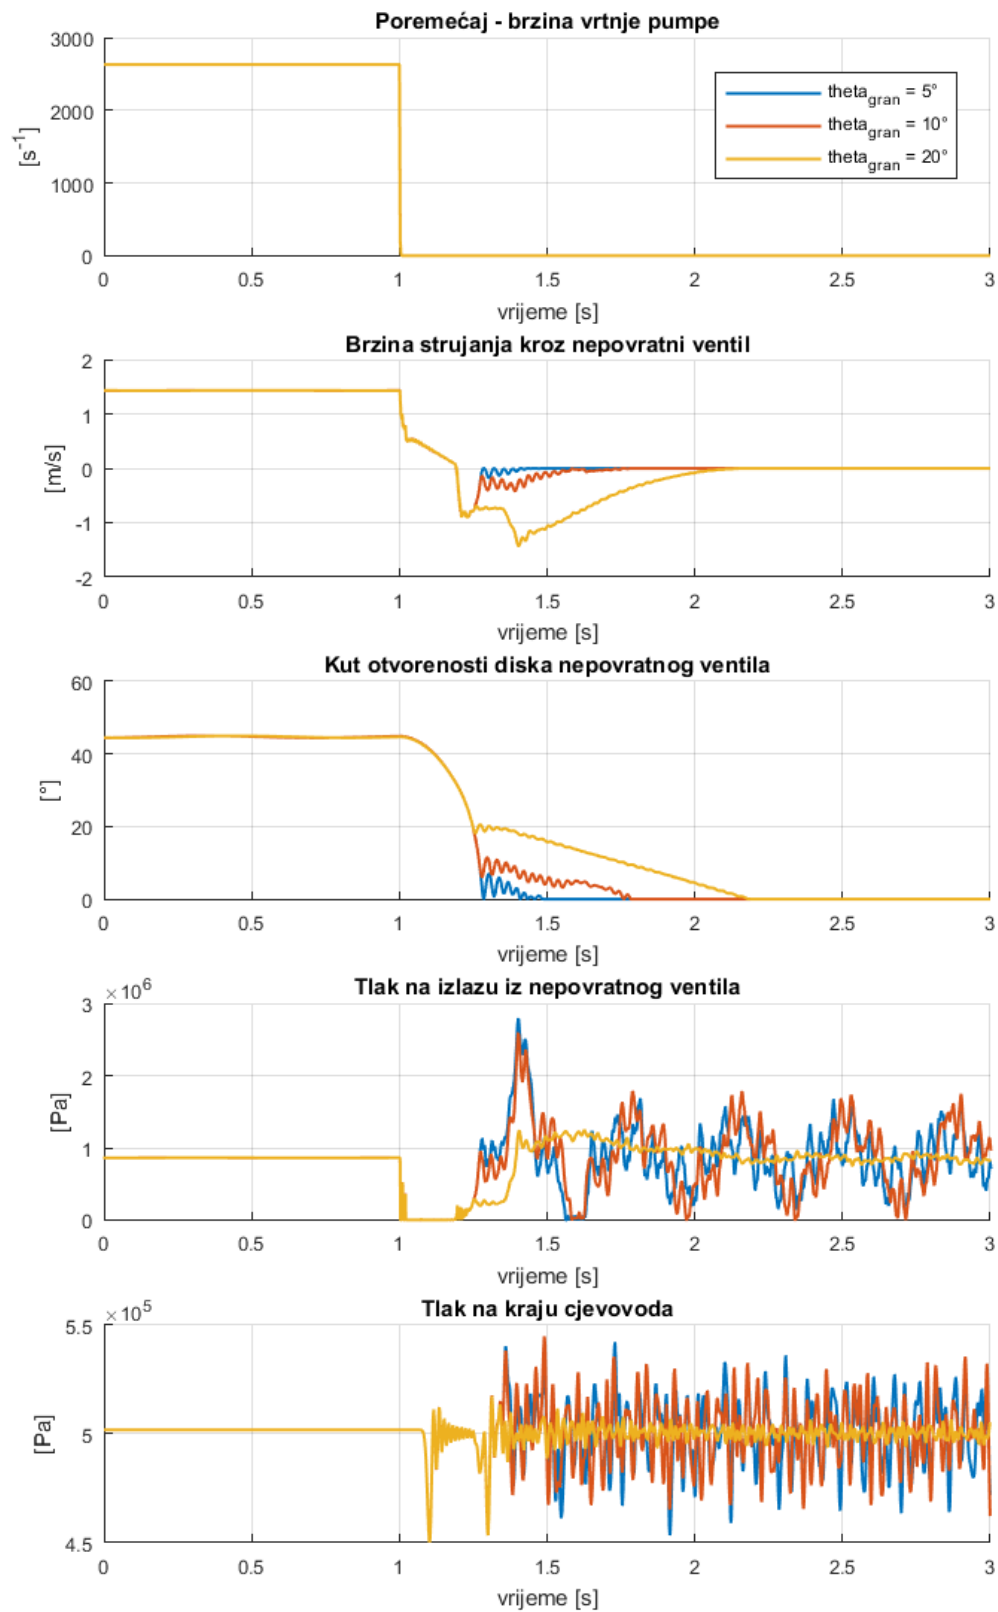 Poremećaj - brzina vrtnje pumpe
3000
2000
1000
0
[s⁻¹]
theta_gran = 5°
theta_gran = 10°
theta_gran = 20°
0 0.5 1 1.5 2 2.5 3
vrijeme [s]
Brzina strujanja kroz nepovratni ventil
2
1
0
-1
-2
[m/s]
0 0.5 1 1.5 2 2.5 3
vrijeme [s]
Kut otvorenosti diska nepovratnog ventila
60
40
20
0
[°]
0 0.5 1 1.5 2 2.5 3
vrijeme [s]
Tlak na izlazu iz nepovratnog ventila
×10⁶
3
2
1
0
[Pa]
0 0.5 1 1.5 2 2.5 3
vrijeme [s]
Tlak na kraju cjevovoda
×10⁵
5.5
5
4.5
[Pa]
0 0.5 1 1.5 2 2.5 3
vrijeme [s]